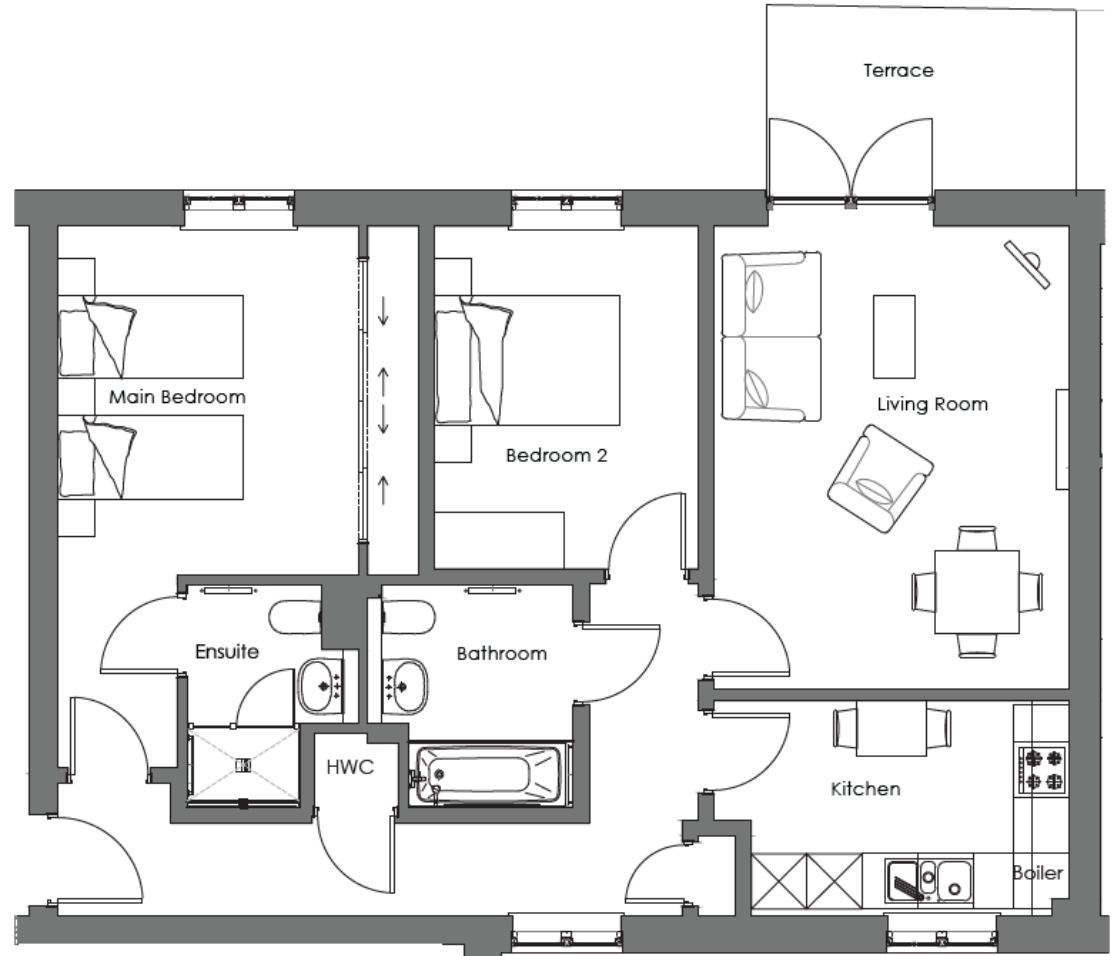 Terrace
Main Bedroom
Living Room
Bedroom 2
Ensuite
Bathroom
HWC
Kitchen
Boiler